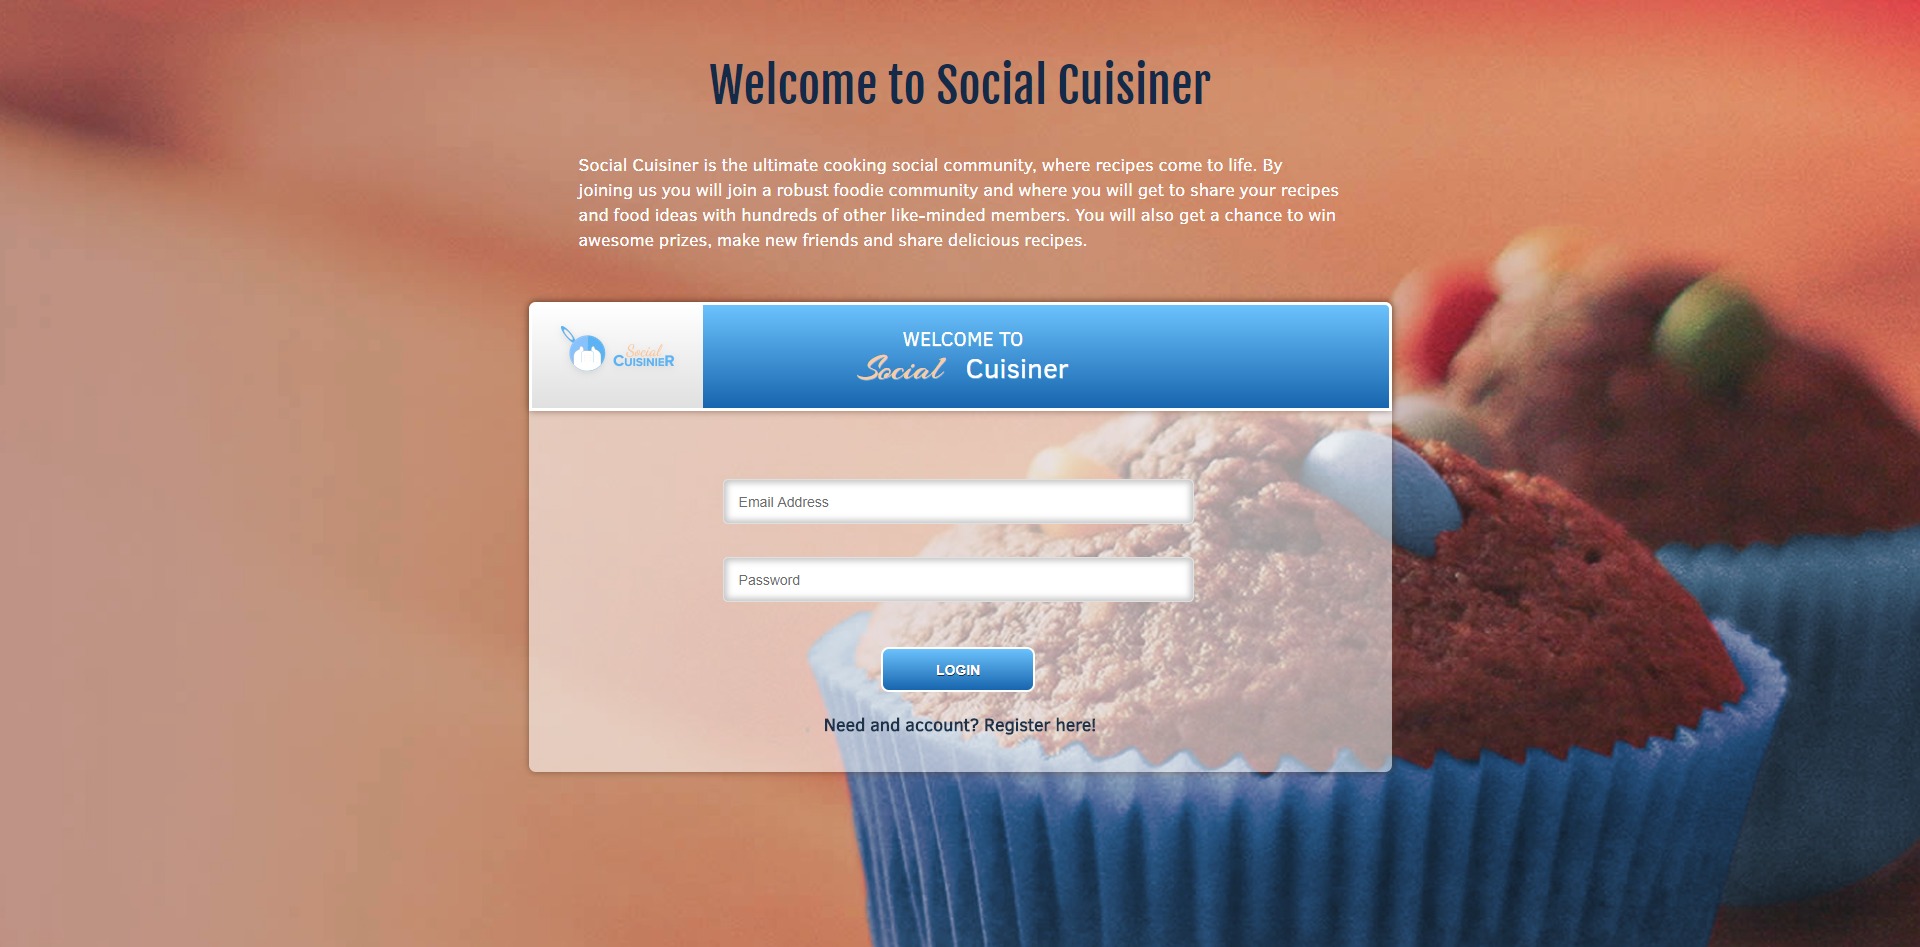 Welcome to Social Cuisiner
Social Cuisiner is the ultimate cooking social community, where recipes come to life. By
joining us you will join a robust foodie community and where you will get to share your recipes
and food ideas with hundreds of other like-minded members. You will also get a chance to win
awesome prizes, make new friends and share delicious recipes.
Social
CUISINIER
WELCOME TO
Social Cuisiner
Email Address
Password
LOGIN
Need and account? Register here!